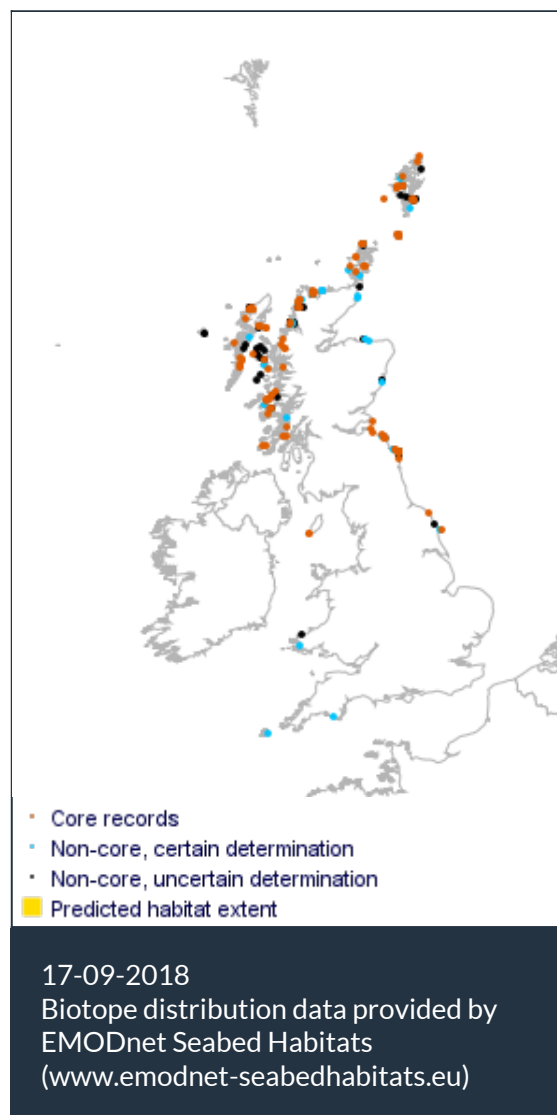 Core records
Non-core, certain determination
Non-core, uncertain determination
Predicted habitat extent
17-09-2018
Biotope distribution data provided by
EMODnet Seabed Habitats
(www.emodnet-seabedhabitats.eu)